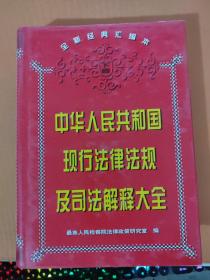 全新经典汇编本
中华人民共和国
现行法律法规
及司法解释大全
最高人民检察院法律政策研究室 编